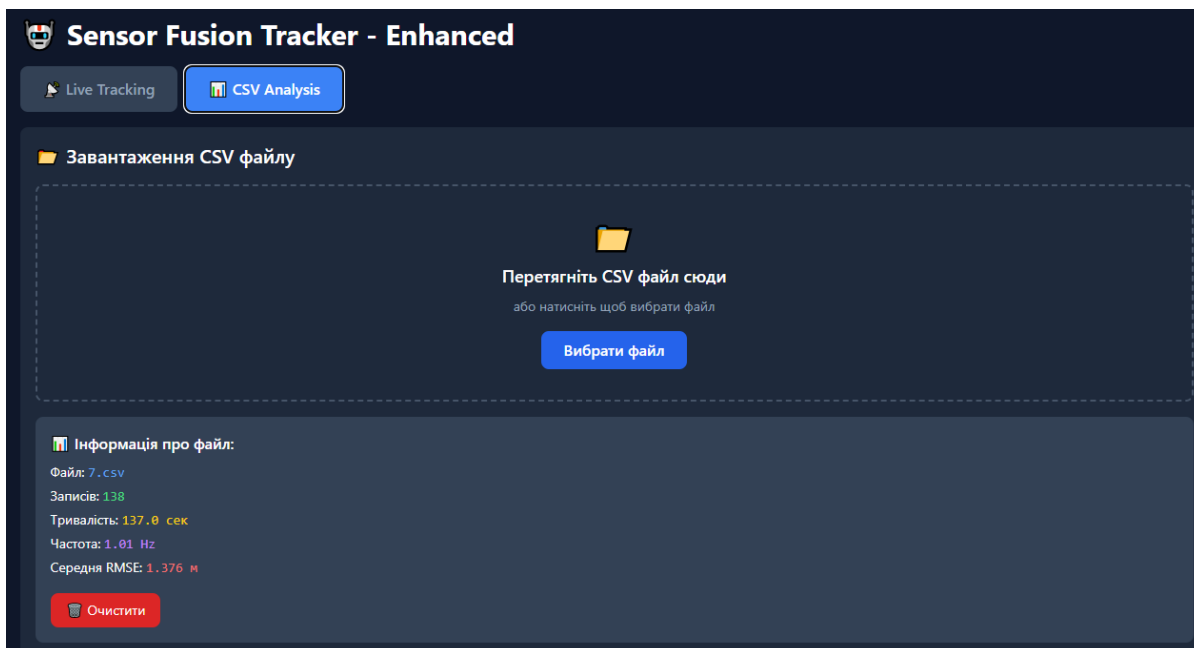 Sensor Fusion Tracker - Enhanced
Live Tracking
CSV Analysis
Завантаження CSV файлу
Перетягніть CSV файл сюди
або натисніть щоб вибрати файл
Вибрати файл
Інформація про файл:
Файл: 7.csv
Записів: 138
Тривалість: 137.0 сек
Частота: 1.01 Hz
Середня RMSE: 1.376 м
Очистити